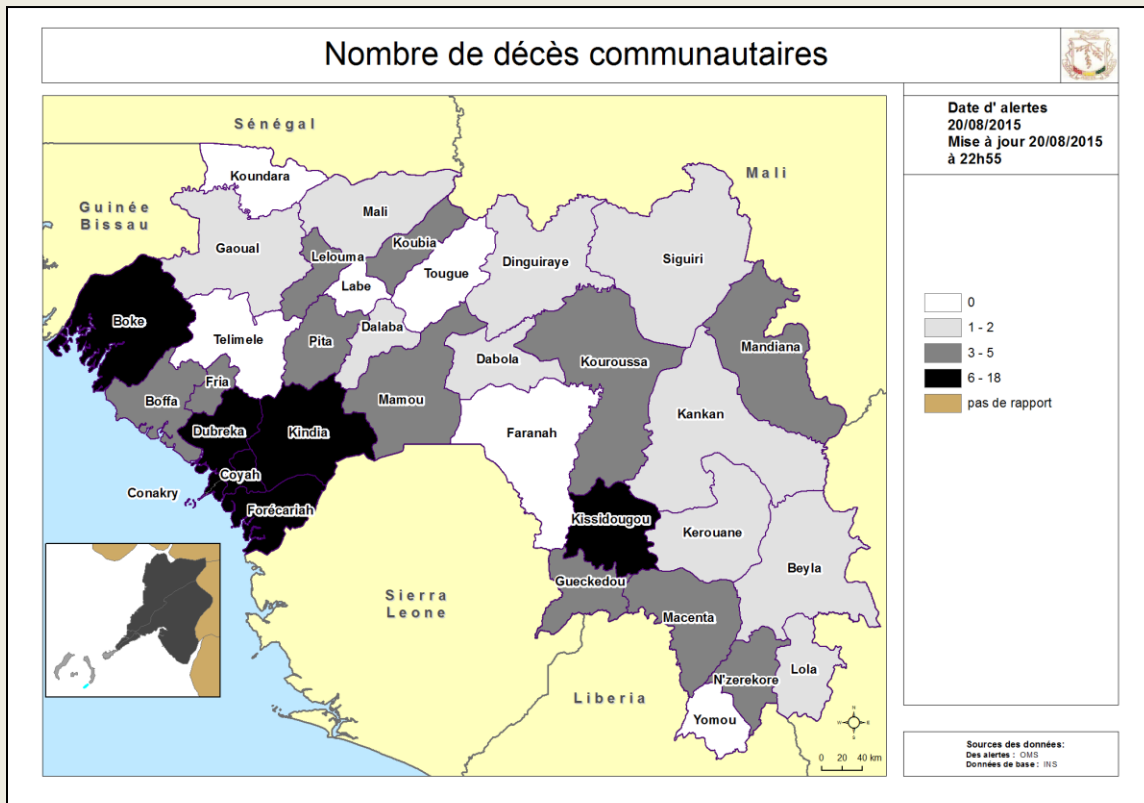 Nombre de décès communautaires
Date d' alertes
20/08/2015
Mise à jour 20/08/2015
à 22h55
0
1 - 2
3 - 5
6 - 18
pas de rapport
Sénégal
Mali
Guinée
Bissau
Koundara
Mali
Gaoual
Koubia
Lelouma
Tougue
Labe
Dinguiraye
Siguiri
Boke
Telimele
Pita
Dalaba
Dabola
Kouroussa
Mandiana
Fria
Boffa
Mamou
Kankan
Dubreka
Kindia
Faranah
Coyah
Conakry
Forécariah
Kissidougou
Kerouane
Beyla
Gueckedou
Sierra
Leone
Macenta
Lola
N'zerekore
Liberia
Yomou
N
W
E
S
0 20 40 km
Sources des données:
Des alertes : OMS
Données de base : INS